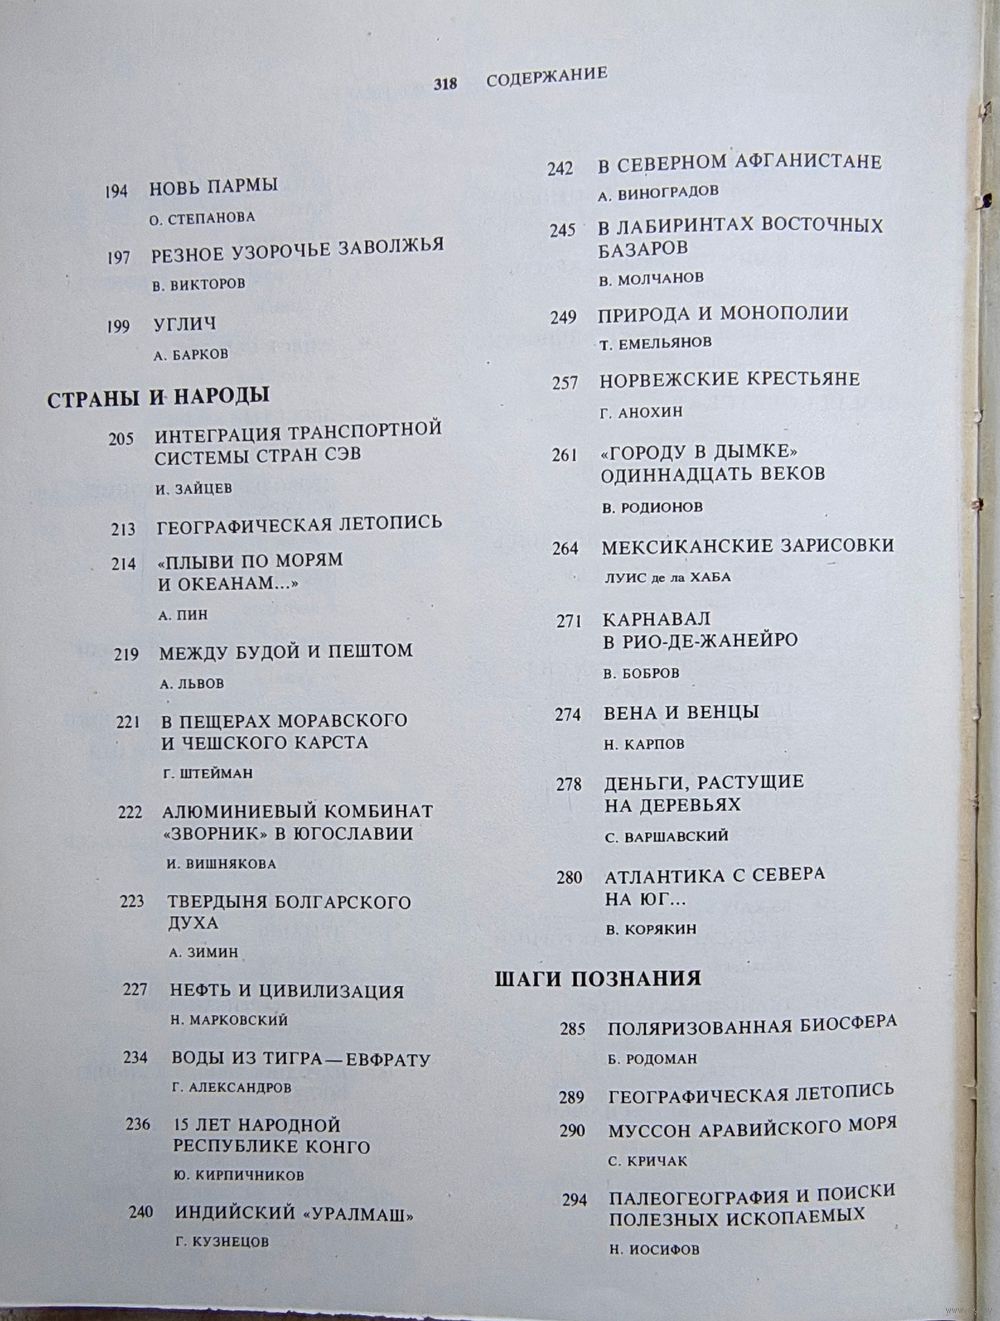 318 СОДЕРЖАНИЕ
194 НОВЬ ПАРМЫ
О. СТЕПАНОВА
197 РЕЗНОЕ УЗОРОЧЬЕ ЗАВОЛЖЬЯ
В. ВИКТОРОВ
199 УГЛИЧ
А. БАРКОВ
СТРАНЫ И НАРОДЫ
205 ИНТЕГРАЦИЯ ТРАНСПОРТНОЙ
СИСТЕМЫ СТРАН СЭВ
И. ЗАЙЦЕВ
213 ГЕОГРАФИЧЕСКАЯ ЛЕТОПИСЬ
214 «ПЛЫВИ ПО МОРЯМ
И ОКЕАНАМ...»
А. ПИН
219 МЕЖДУ БУДОЙ И ПЕШТОМ
А. ЛЬВОВ
221 В ПЕЩЕРАХ МОРАВСКОГО
И ЧЕШСКОГО КАРСТА
Г. ШТЕЙМАН
222 АЛЮМИНИЕВЫЙ КОМБИНАТ
«ЗВОРНИК» В ЮГОСЛАВИИ
И. ВИШНЯКОВА
223 ТВЕРДЫНЯ БОЛГАРСКОГО
ДУХА
А. ЗИМИН
227 НЕФТЬ И ЦИВИЛИЗАЦИЯ
Н. МАРКОВСКИЙ
234 ВОДЫ ИЗ ТИГРА—ЕВФРАТУ
Г. АЛЕКСАНДРОВ
236 15 ЛЕТ НАРОДНОЙ
РЕСПУБЛИКЕ КОНГО
Ю. КИРПИЧНИКОВ
240 ИНДИЙСКИЙ «УРАЛМАШ»
Г. КУЗНЕЦОВ
242 В СЕВЕРНОМ АФГАНИСТАНЕ
А. ВИНОГРАДОВ
245 В ЛАБИРИНТАХ ВОСТОЧНЫХ
БАЗАРОВ
В. МОЛЧАНОВ
249 ПРИРОДА И МОНОПОЛИИ
Т. ЕМЕЛЬЯНОВ
257 НОРВЕЖСКИЕ КРЕСТЬЯНЕ
Г. АНОХИН
261 «ГОРОДУ В ДЫМКЕ»
ОДИННАДЦАТЬ ВЕКОВ
В. РОДИОНОВ
264 МЕКСИКАНСКИЕ ЗАРИСОВКИ
ЛУИС де ла ХАБА
271 КАРНАВАЛ
В РИО-ДЕ-ЖАНЕЙРО
В. БОБРОВ
274 ВЕНА И ВЕНЦЫ
Н. КАРПОВ
278 ДЕНЬГИ, РАСТУЩИЕ
НА ДЕРЕВЬЯХ
С. ВАРШАВСКИЙ
280 АТЛАНТИКА С СЕВЕРА
НА ЮГ...
В. КОРЯКИН
ШАГИ ПОЗНАНИЯ
285 ПОЛЯРИЗОВАННАЯ БИОСФЕРА
Б. РОДОМАН
289 ГЕОГРАФИЧЕСКАЯ ЛЕТОПИСЬ
290 МУССОН АРАВИЙСКОГО МОРЯ
С. КРИЧАК
294 ПАЛЕОГЕОГРАФИЯ И ПОИСКИ
ПОЛЕЗНЫХ ИСКОПАЕМЫХ
Н. ИОСИФОВ